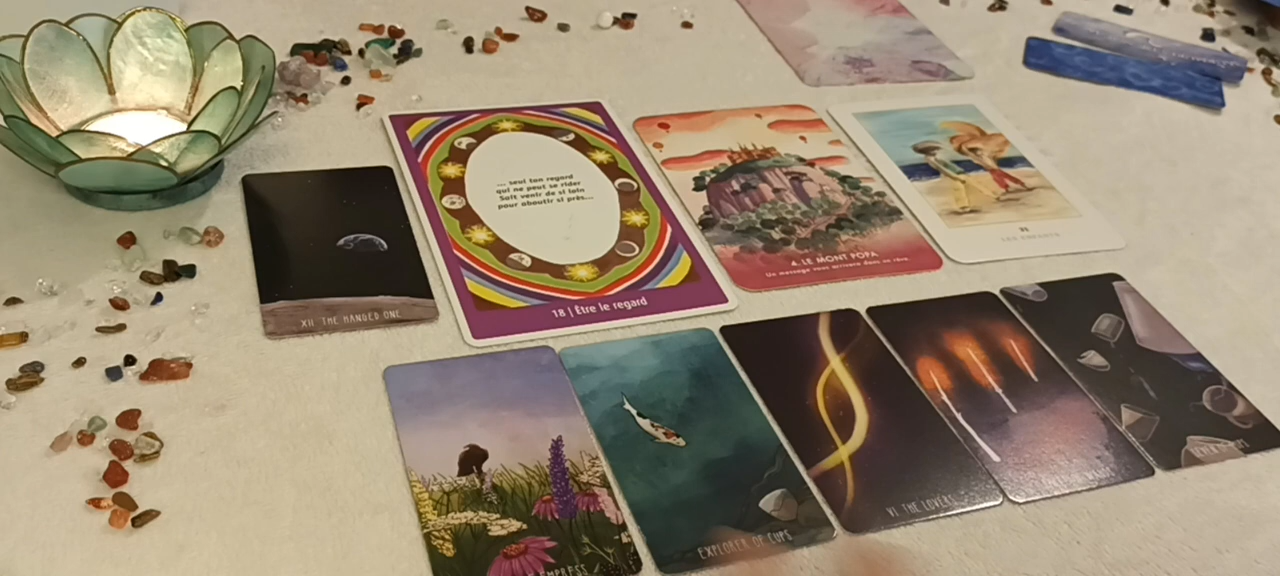 ... seul ton regard
qui ne peut se rider
Sait venir de si loin
pour aboutir si près...
18 | Être le regard
4. LE MONT POPA
Un message vous arrivera dans un rêve.
LES ENFANTS
XII THE HANGED ONE
EMPRESS
EXPLORER OF CUPS
VI. THE LOVERS